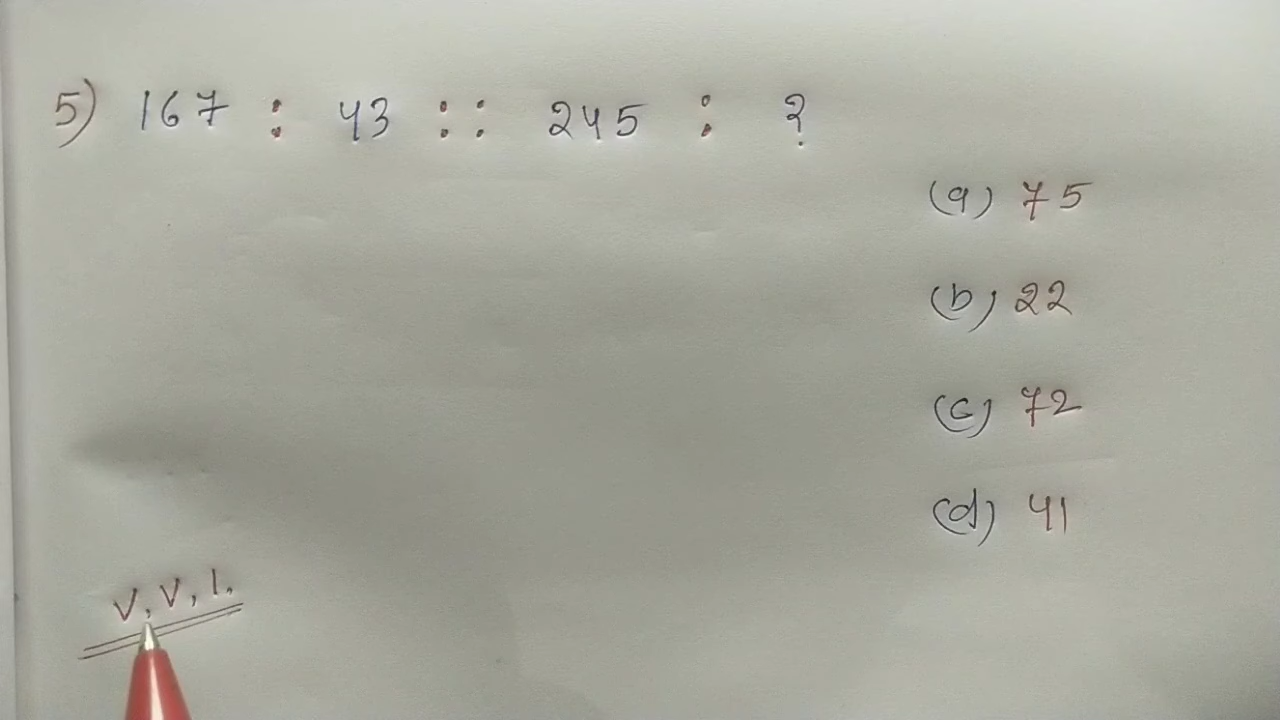 5) 167 : 43 :: 245 : ?
(a) 75
(b) 22
(c) 72
(d) 41
V, V, I.